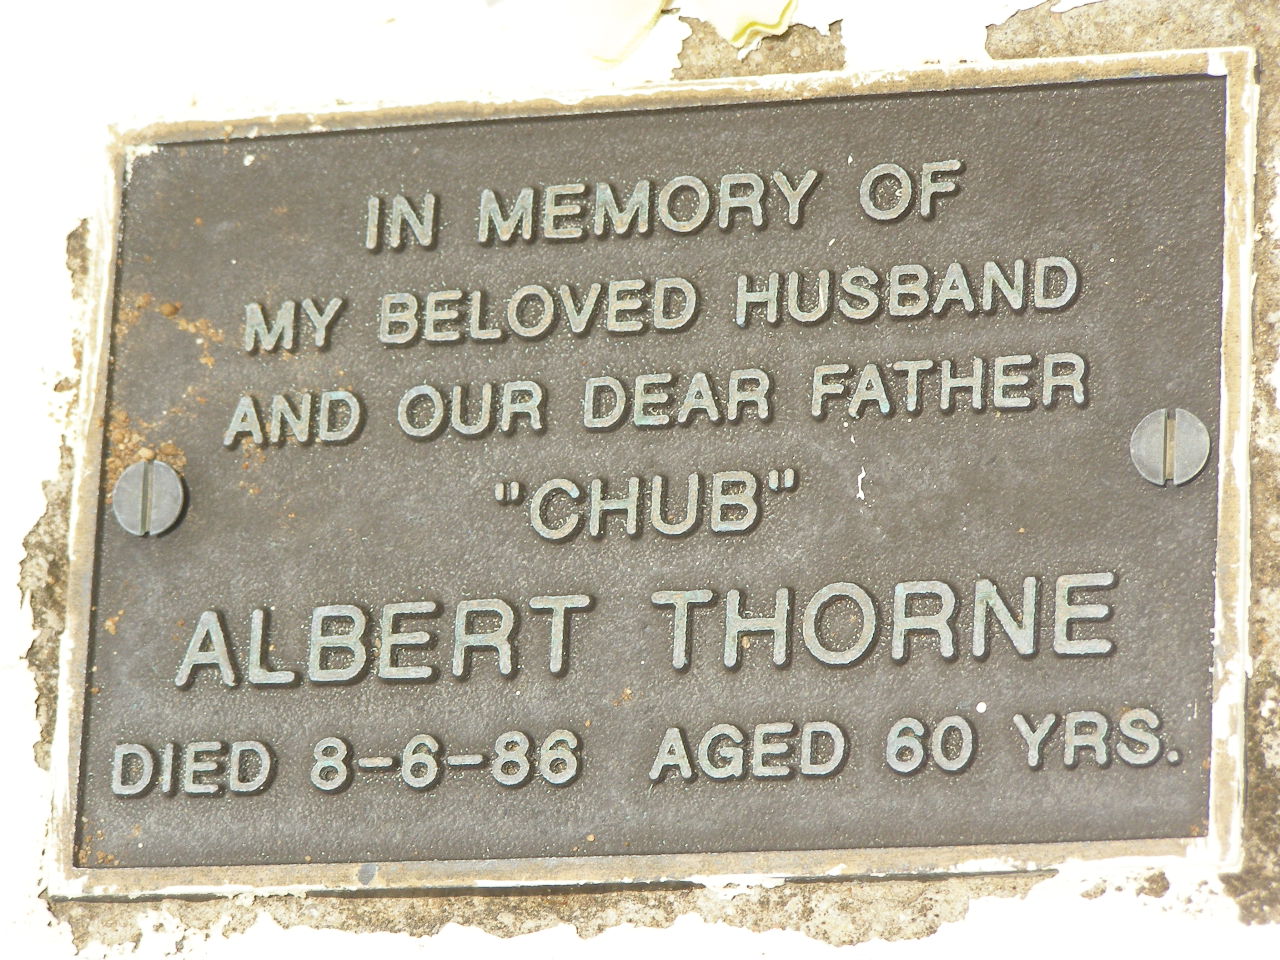 IN MEMORY OF
MY BELOVED HUSBAND
AND OUR DEAR FATHER
"CHUB"
ALBERT THORNE
DIED 8-6-86 AGED 60 YRS.